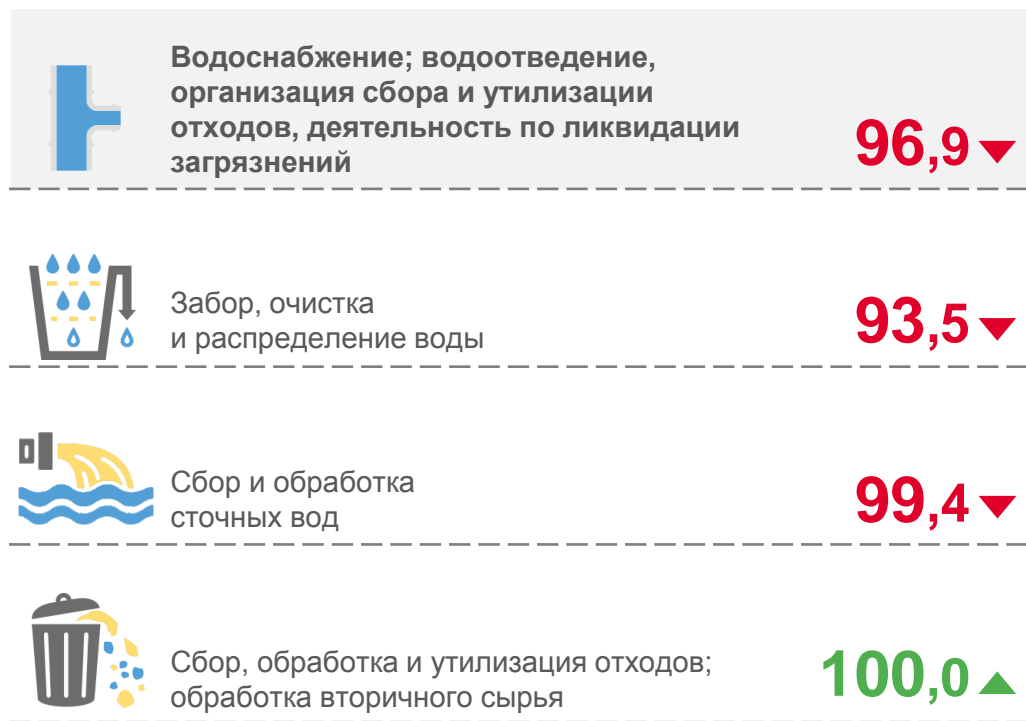 Водоснабжение; водоотведение,
организация сбора и утилизации
отходов, деятельность по ликвидации
загрязнений
96,9
Забор, очистка
и распределение воды
93,5
Сбор и обработка
сточных вод
99,4
Сбор, обработка и утилизация отходов;
обработка вторичного сырья
100,0